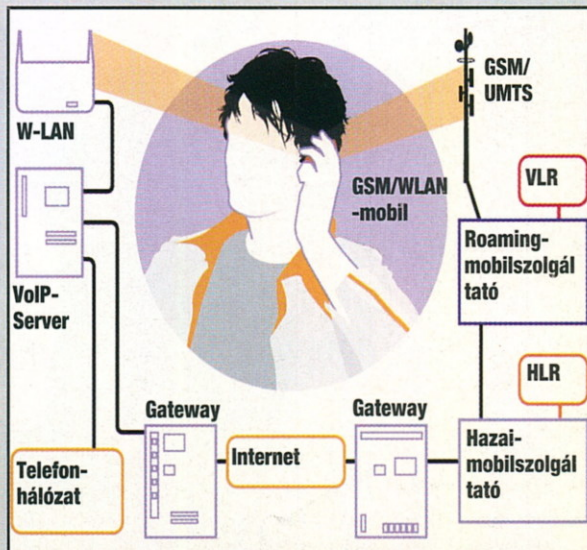 W-LAN
GSM/
UMTS
GSM/WLAN
-mobil
VLR
Roaming-
mobilszolgál
tató
VoIP-
Server
HLR
Gateway
Gateway
Telefon-
hálózat
Internet
Hazai-
mobilszolgál
tató